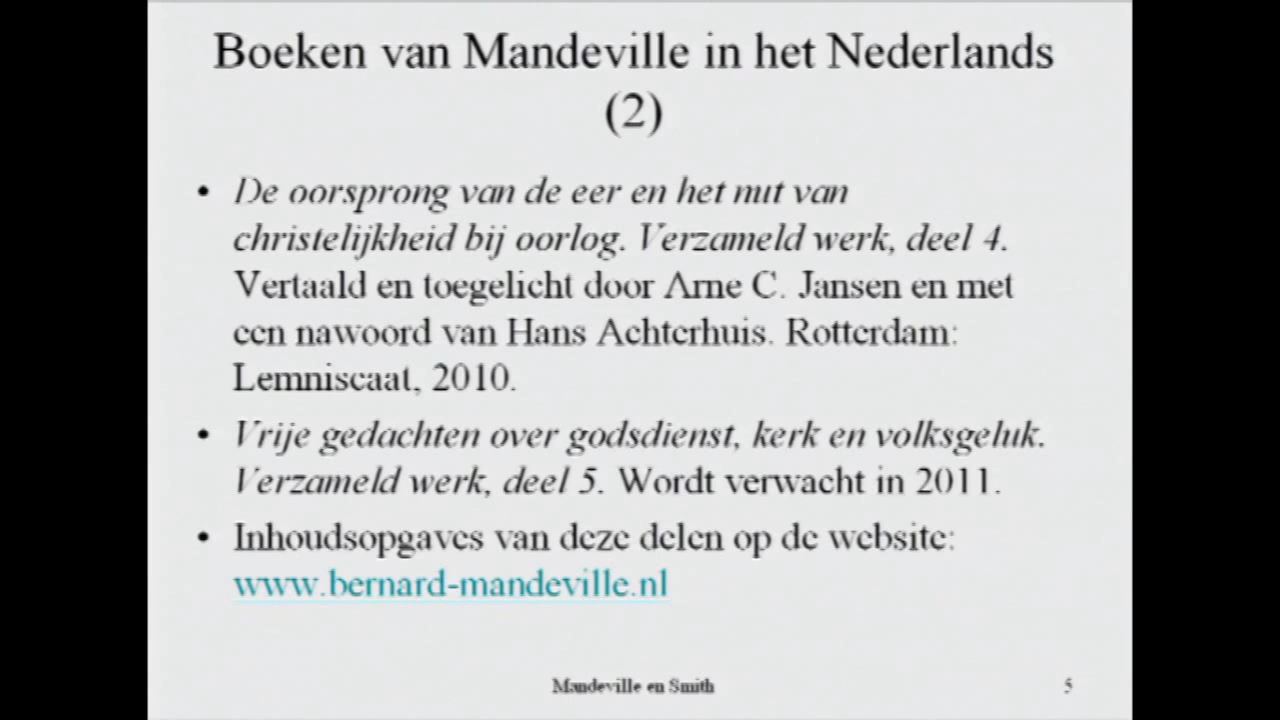 Boeken van Mandeville in het Nederlands
(2)
• De oorsprong van de eer en het nut van
christelijkheid bij oorlog. Verzameld werk, deel 4.
Vertaald en toegelicht door Arne C. Jansen en met
een nawoord van Hans Achterhuis. Rotterdam:
Lemniscaat, 2010.
• Vrije gedachten over godsdienst, kerk en volksgeluk.
Verzameld werk, deel 5. Wordt verwacht in 2011.
• Inhoudsopgaves van deze delen op de website:
www.bernard-mandeville.nl
Mandeville en Smith 5